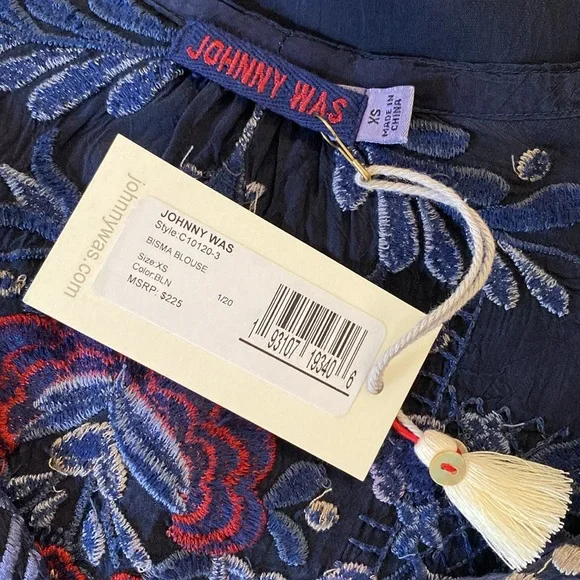 JOHNNY WAS
XS
MADE IN
CHINA
johnnywas.com
JOHNNY WAS
Style:C10120-3
BISMA BLOUSE
Size:XS
Color:BLN 1/20
MSRP: $225
1 93107 19340 6